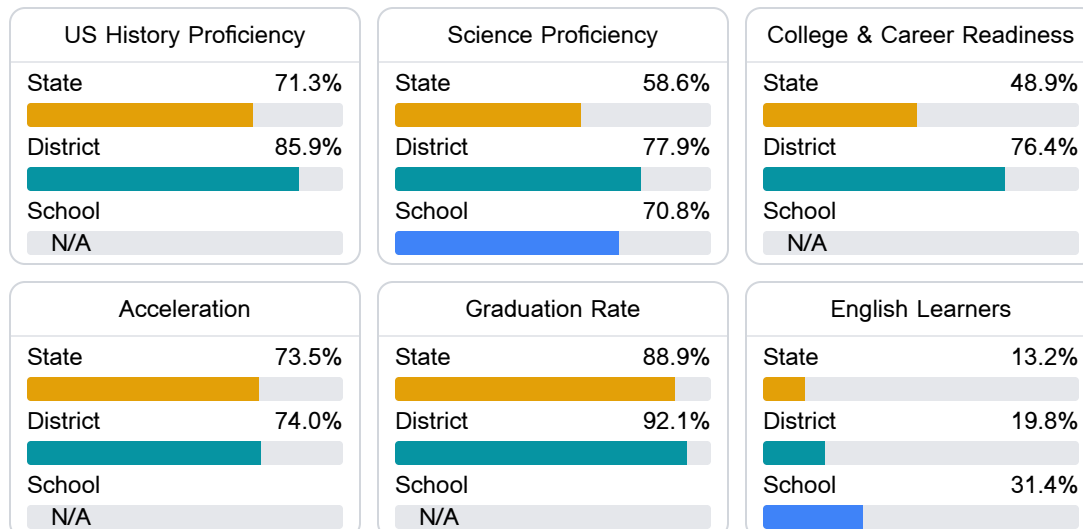 US History Proficiency
State 71.3%
District 85.9%
School
N/A
Science Proficiency
State 58.6%
District 77.9%
School 70.8%
College & Career Readiness
State 48.9%
District 76.4%
School
N/A
Acceleration
State 73.5%
District 74.0%
School
N/A
Graduation Rate
State 88.9%
District 92.1%
School
N/A
English Learners
State 13.2%
District 19.8%
School 31.4%